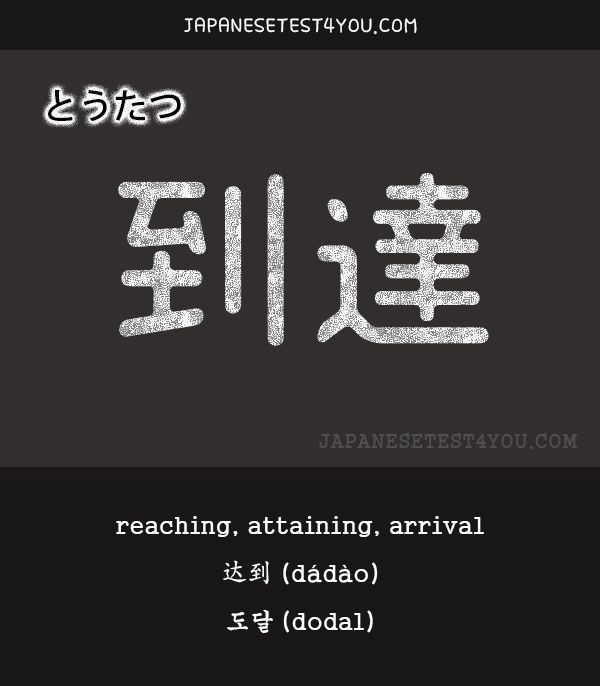 JAPANESETEST4YOU.COM
とうたつ
到達
JAPANESETEST4YOU.COM
reaching, attaining, arrival
达到 (dádào)
도달 (dodal)